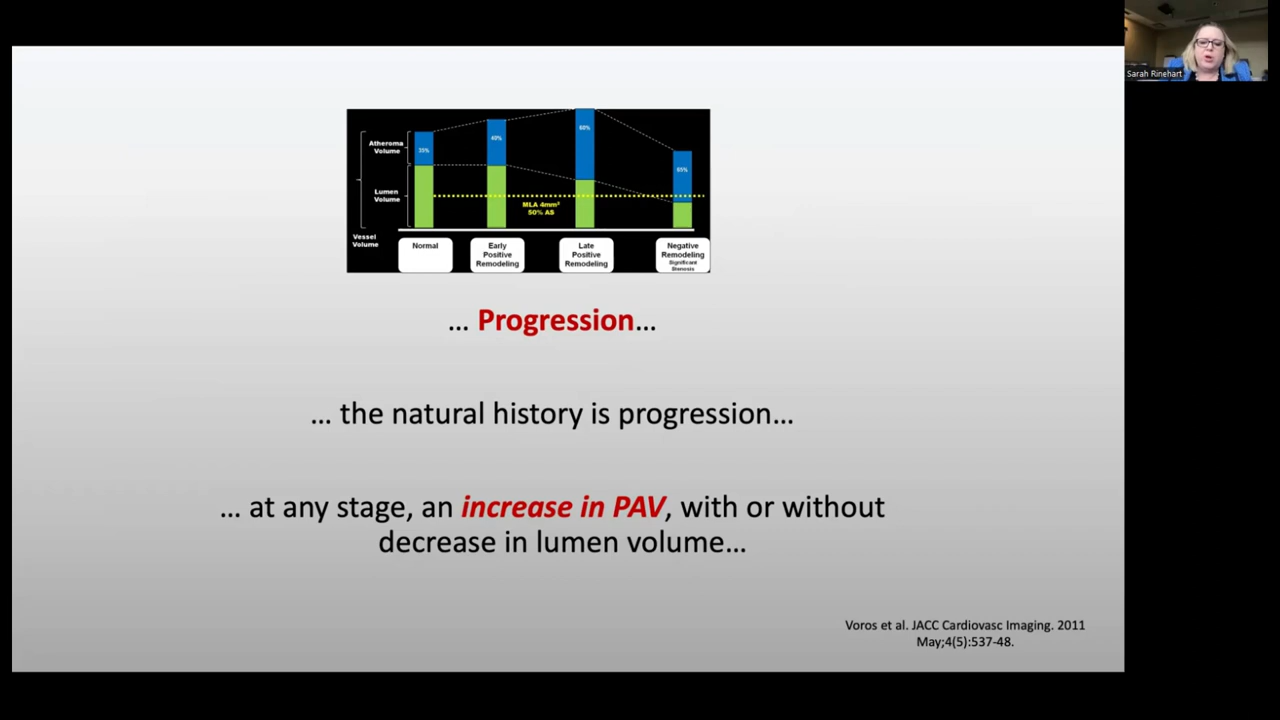 Sarah Rinehart
Atheroma
Volume
Lumen
Volume
Vessel
Volume
60%
MLA 4mm²
50% AS
Normal
Early
Positive
Remodeling
Late
Positive
Remodeling
Negative
Remodeling
Significant
Stenosis
... Progression...
... the natural history is progression...
... at any stage, an increase in PAV, with or without
decrease in lumen volume...
Voros et al. JACC Cardiovasc Imaging. 2011
May;4(5):537-48.